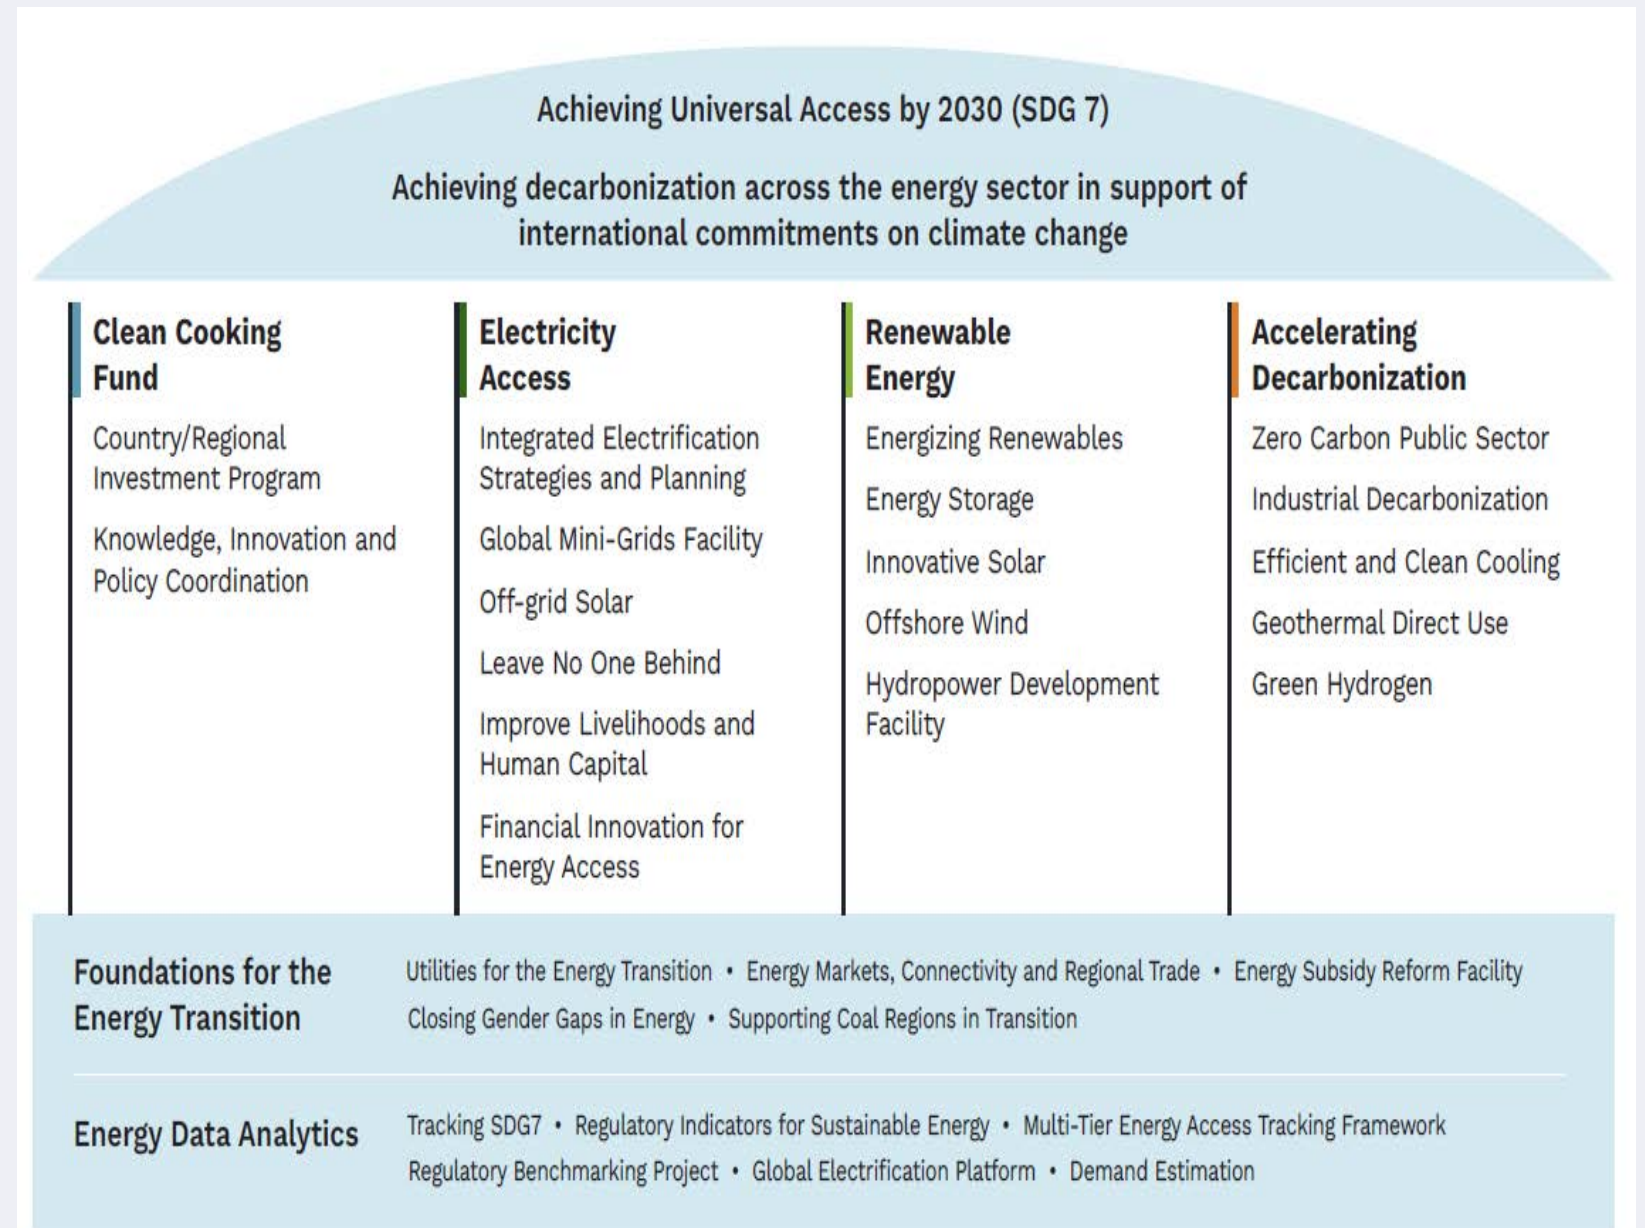 Achieving Universal Access by 2030 (SDG 7)
Achieving decarbonization across the energy sector in support of
international commitments on climate change
Clean Cooking
Fund
Country/Regional
Investment Program
Knowledge, Innovation and
Policy Coordination
Electricity
Access
Integrated Electrification
Strategies and Planning
Global Mini-Grids Facility
Off-grid Solar
Leave No One Behind
Improve Livelihoods and
Human Capital
Financial Innovation for
Energy Access
Renewable
Energy
Energizing Renewables
Energy Storage
Innovative Solar
Offshore Wind
Hydropower Development
Facility
Accelerating
Decarbonization
Zero Carbon Public Sector
Industrial Decarbonization
Efficient and Clean Cooling
Geothermal Direct Use
Green Hydrogen
Foundations for the
Energy Transition
Utilities for the Energy Transition • Energy Markets, Connectivity and Regional Trade • Energy Subsidy Reform Facility
Closing Gender Gaps in Energy • Supporting Coal Regions in Transition
Energy Data Analytics
Tracking SDG7 • Regulatory Indicators for Sustainable Energy • Multi-Tier Energy Access Tracking Framework
Regulatory Benchmarking Project • Global Electrification Platform • Demand Estimation